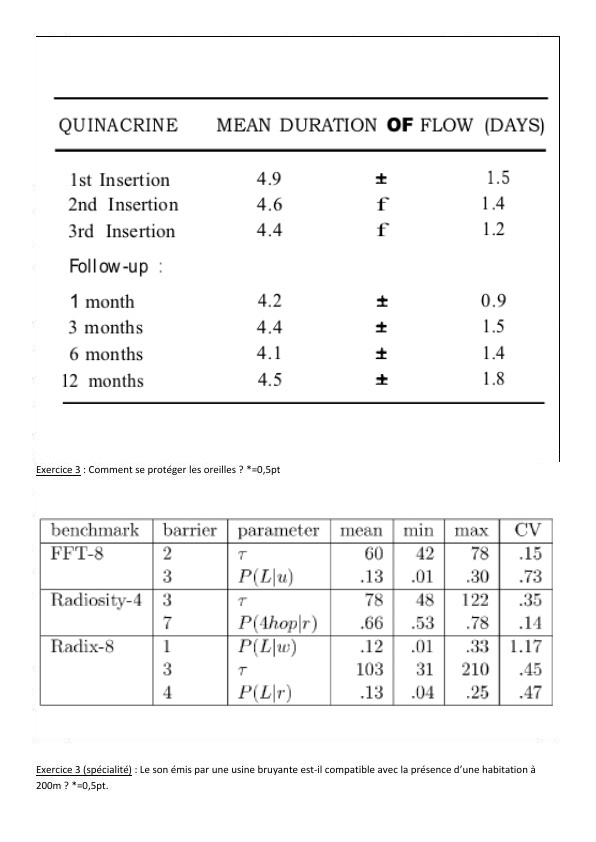 QUINACRINE MEAN DURATION OF FLOW (DAYS)
1st Insertion 4.9 ± 1.5
2nd Insertion 4.6 f 1.4
3rd Insertion 4.4 f 1.2
Follow-up :
1 month 4.2 ± 0.9
3 months 4.4 ± 1.5
6 months 4.1 ± 1.4
12 months 4.5 ± 1.8
Exercice 3 : Comment se protéger les oreilles ? *=0,5pt
benchmark barrier parameter mean min max CV
FFT-8 2 τ 60 42 78 .15
3 P(L|u) .13 .01 .30 .73
Radiosity-4 3 τ 78 48 122 .35
7 P(4hop|r) .66 .53 .78 .14
Radix-8 1 P(L|w) .12 .01 .33 1.17
3 τ 103 31 210 .45
4 P(L|r) .13 .04 .25 .47
Exercice 3 (spécialité) : Le son émis par une usine bruyante est-il compatible avec la présence d’une habitation à
200m ? *=0,5pt.